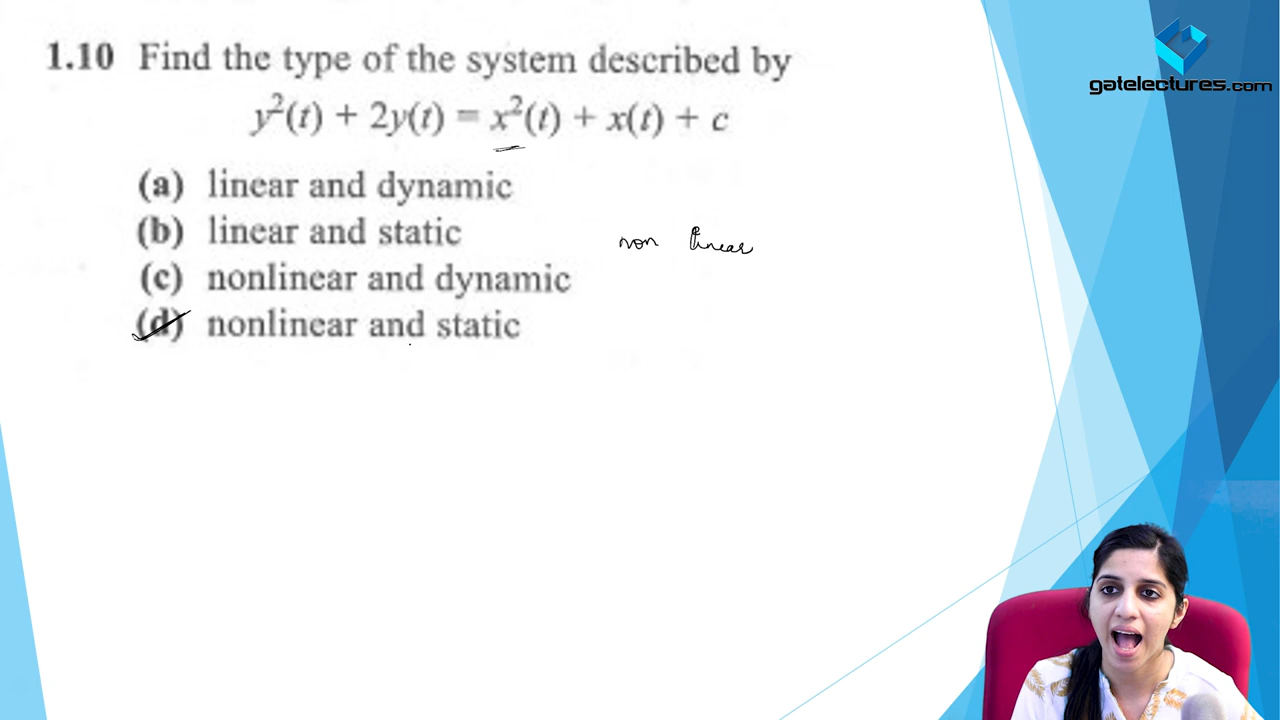 gatelectures.com
1.10 Find the type of the system described by
y²(t) + 2y(t) = x²(t) + x(t) + c
(a) linear and dynamic
(b) linear and static
non linear
(c) nonlinear and dynamic
(d) nonlinear and static